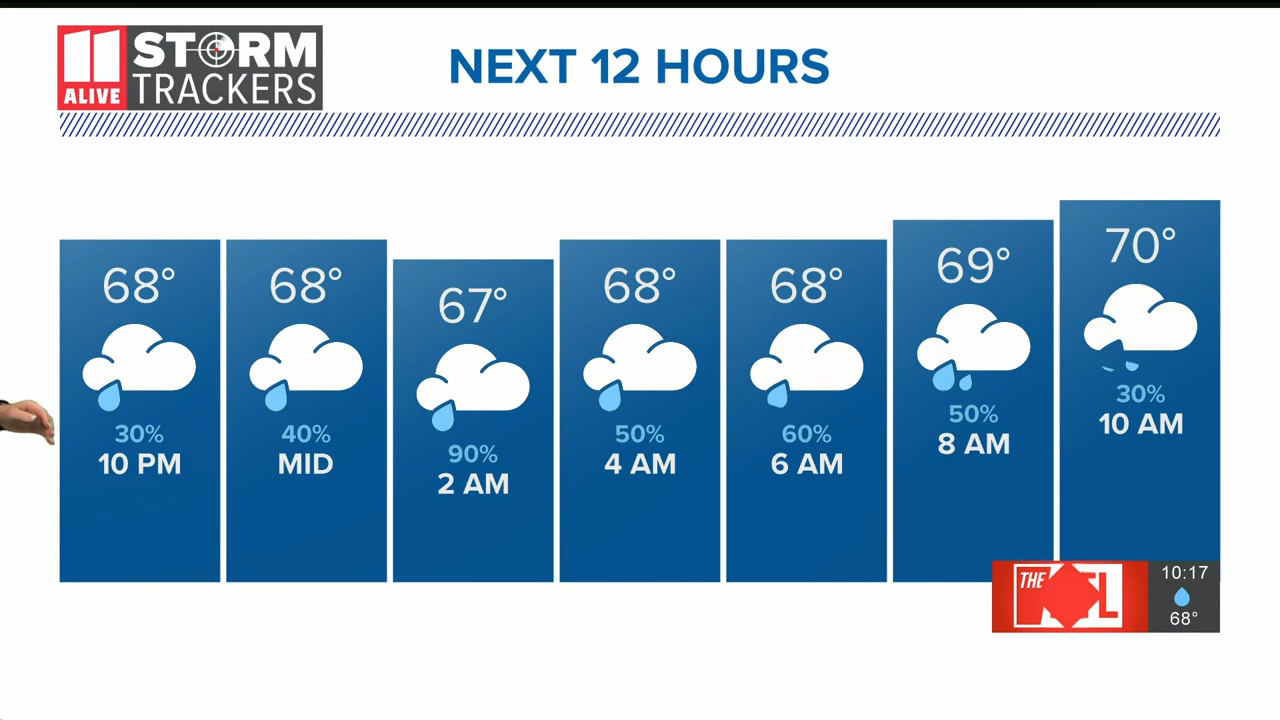 11
ALIVE
STORM
TRACKERS
NEXT 12 HOURS
68°
30%
10 PM
68°
40%
MID
67°
90%
2 AM
68°
50%
4 AM
68°
60%
6 AM
69°
50%
8 AM
70°
30%
10 AM
THE
10:17
68°